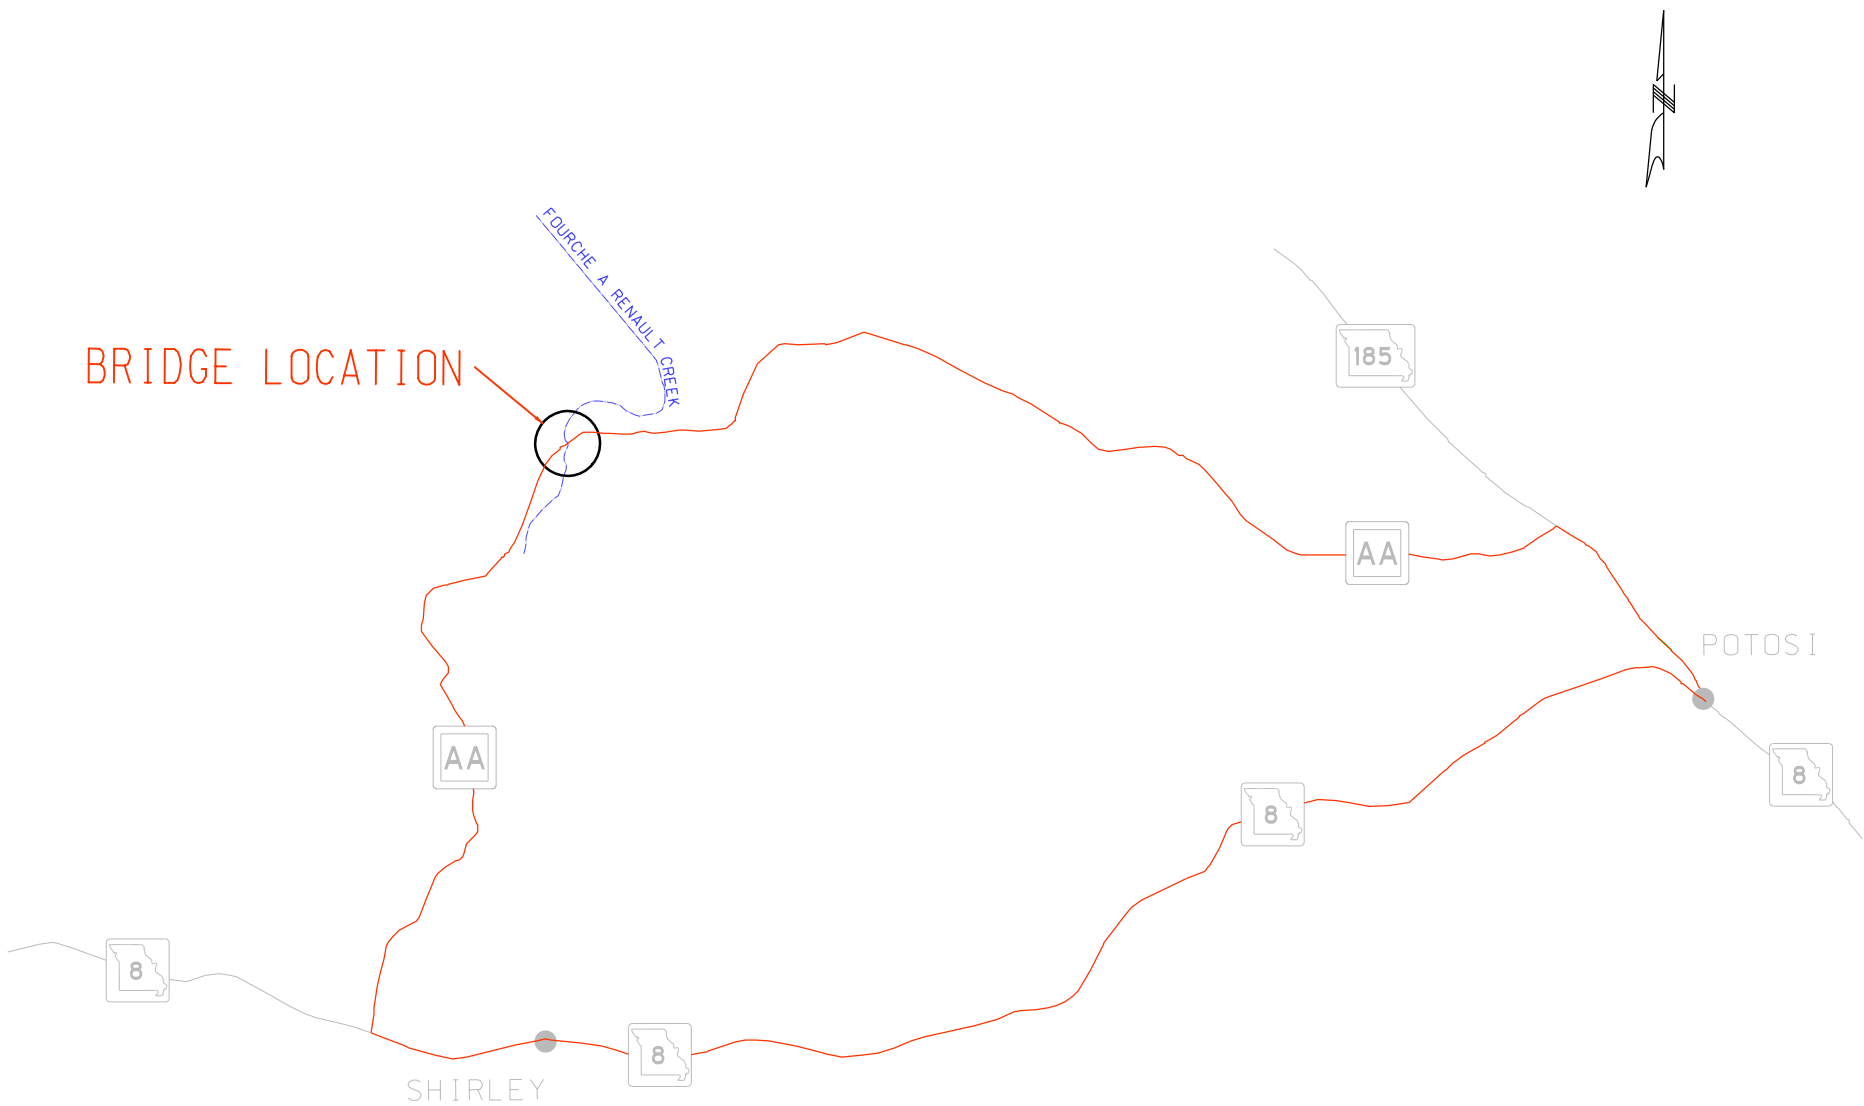 N
FOURCHE A RENAULT CREEK
BRIDGE LOCATION
185
AA
POTOSI
AA
8
8
8
8
SHIRLEY